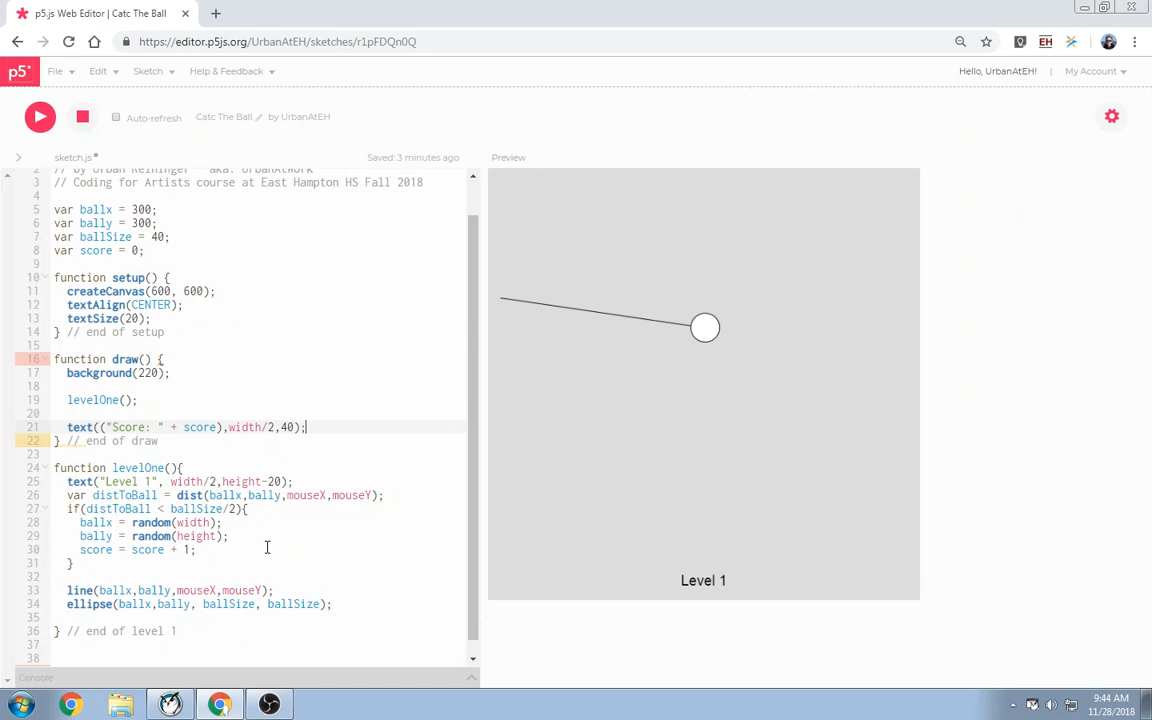 p5.js Web Editor | Catc The Ball
https://editor.p5js.org/UrbanAtEH/sketches/r1pFDQn0Q
EH
p5* File Edit Sketch Help & Feedback Hello, UrbanAtEH! | My Account
Auto-refresh Catc The Ball by UrbanAtEH
sketch.js Saved: 3 minutes ago Preview
3 // Coding for Artists course at East Hampton HS Fall 2018
4
5 var ballx = 300;
6 var bally = 300;
7 var ballSize = 40;
8 var score = 0;
9
10 function setup() {
11 createCanvas(600, 600);
12 textAlign(CENTER);
13 textSize(20);
14 } // end of setup
15
16 function draw() {
17 background(220);
18
19 levelOne();
20
21 text(("Score: " + score),width/2,40);
22 } // end of draw
23
24 function levelOne(){
25 text("Level 1", width/2,height-20);
26 var distToBall = dist(ballx,bally,mouseX,mouseY);
27 if(distToBall < ballSize/2){
28 ballx = random(width);
29 bally = random(height);
30 score = score + 1;
31 }
32
33 line(ballx,bally,mouseX,mouseY);
34 ellipse(ballx,bally, ballSize, ballSize);
35
36 } // end of level 1
37
38
Level 1
Console
9:44 AM
11/28/2018